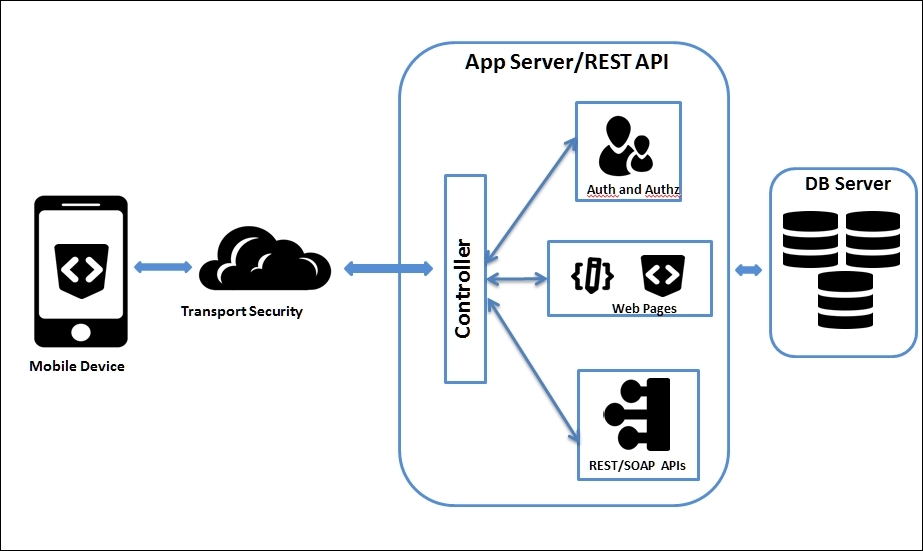 App Server/REST API
Auth and Authz
DB Server
Controller
Web Pages
Transport Security
Mobile Device
REST/SOAP APIs